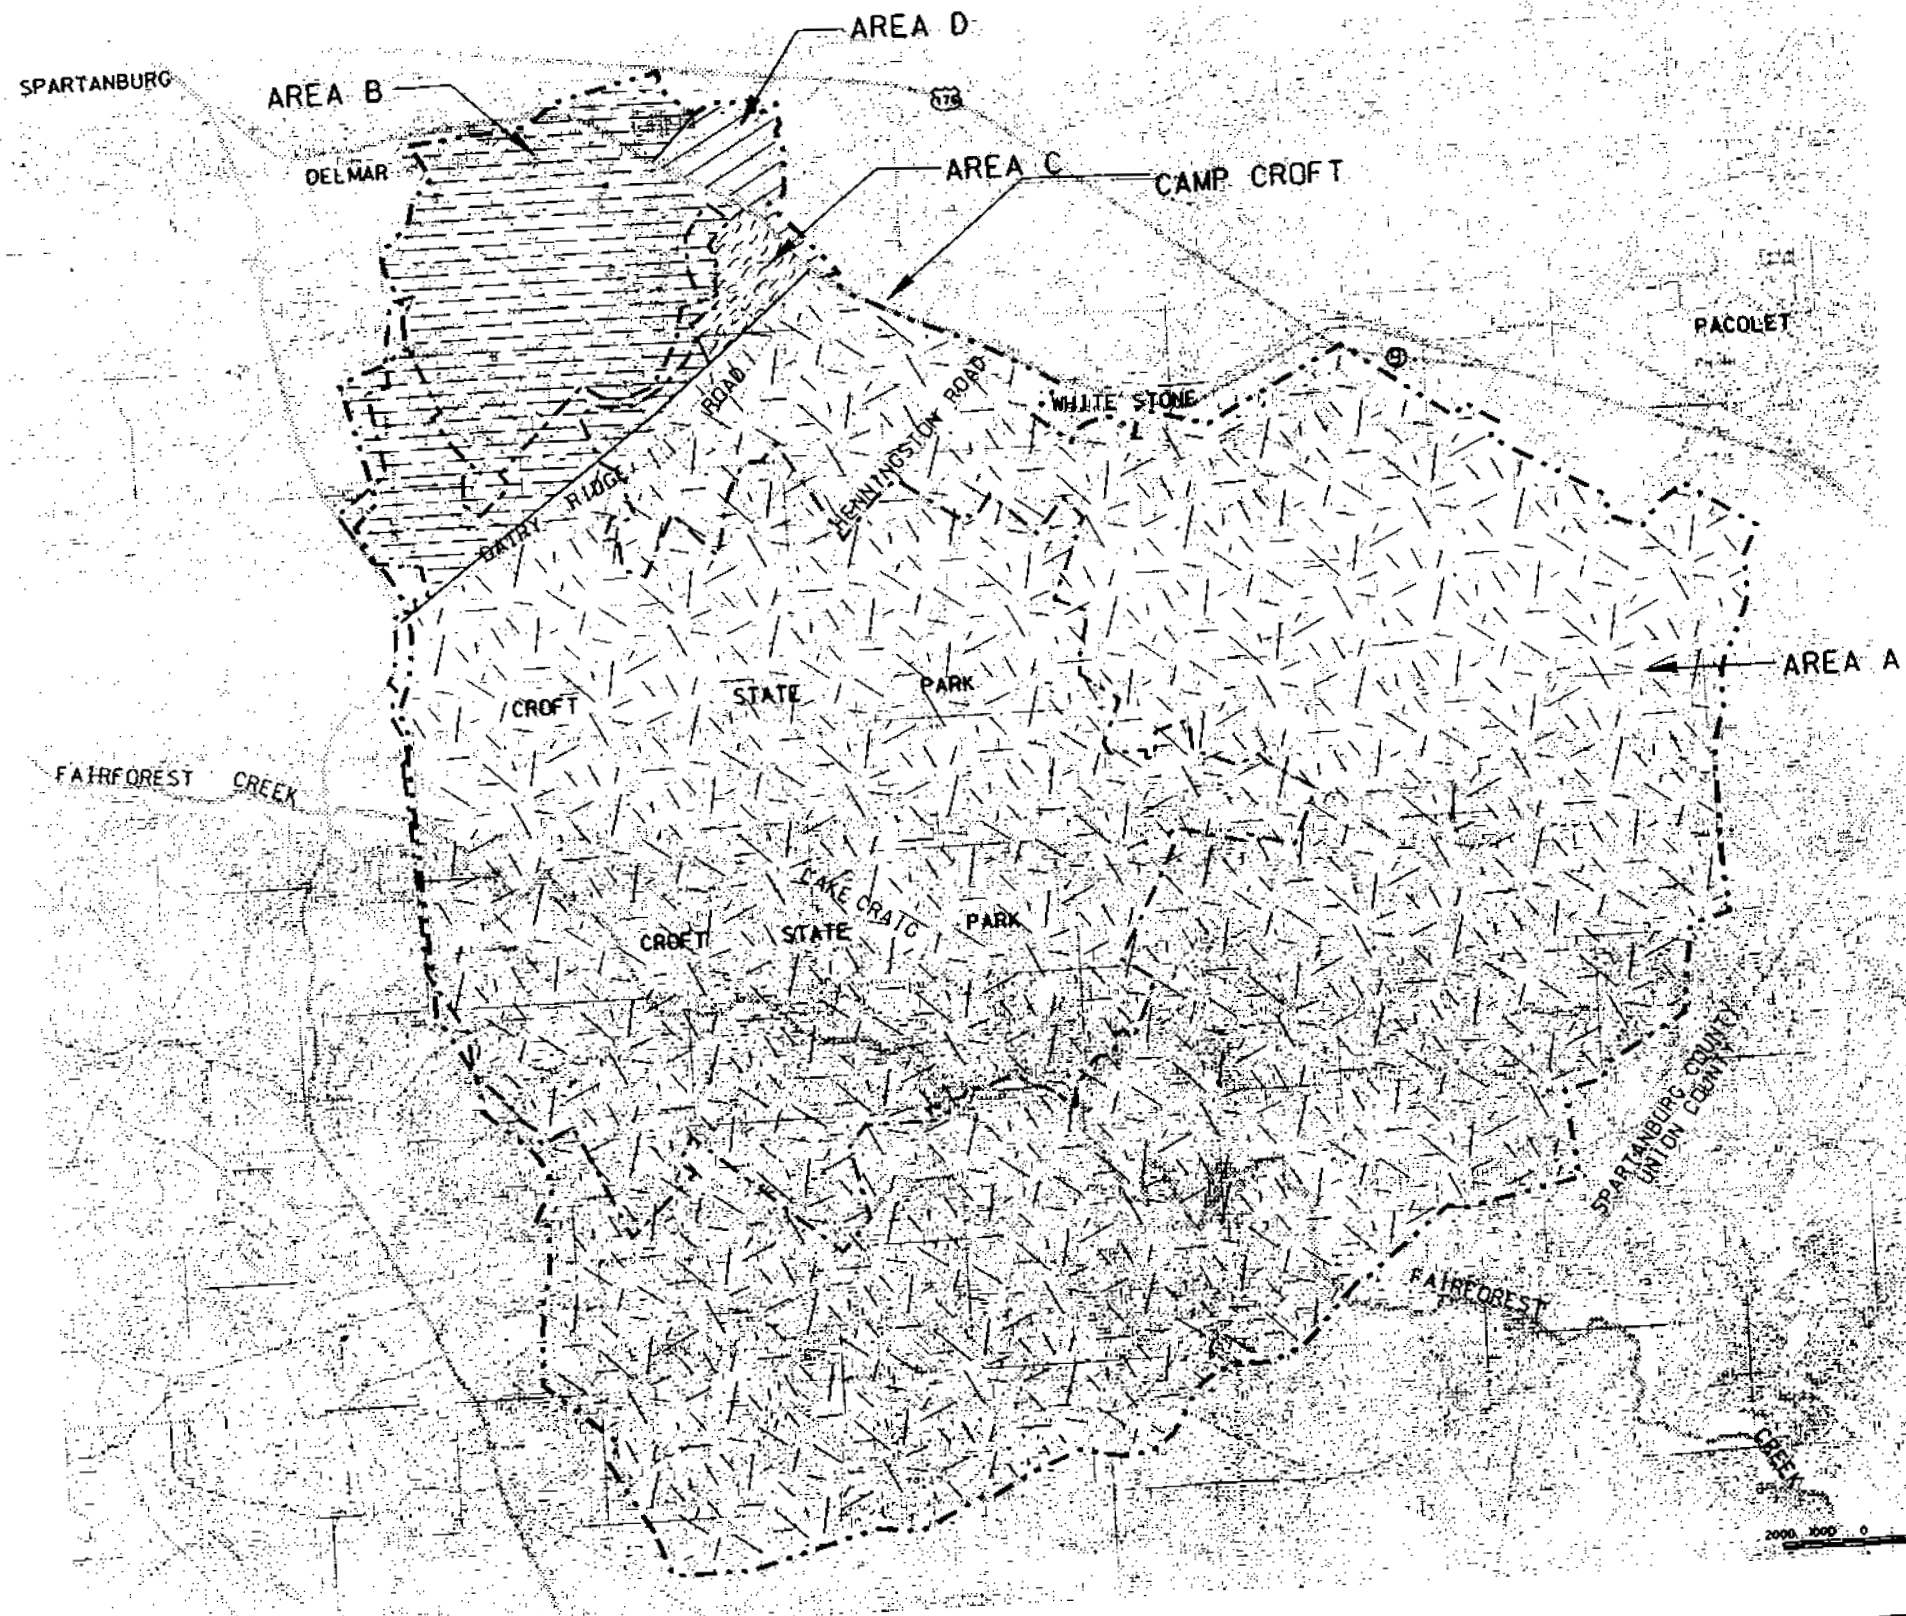 AREA D
SPARTANBURG
AREA B
176
DELMAR
AREA C
CAMP CROFT
PACOLET
9
WHITE STONE
DAIRY RIDGE ROAD
HENNINGSTON ROAD
AREA A
CROFT STATE PARK
FAIRFOREST CREEK
LAKE CRAIG
CROFT STATE PARK
SPARTANBURG COUNTY
UNION COUNTY
FAIRFOREST
CREEK
2000 1000 0